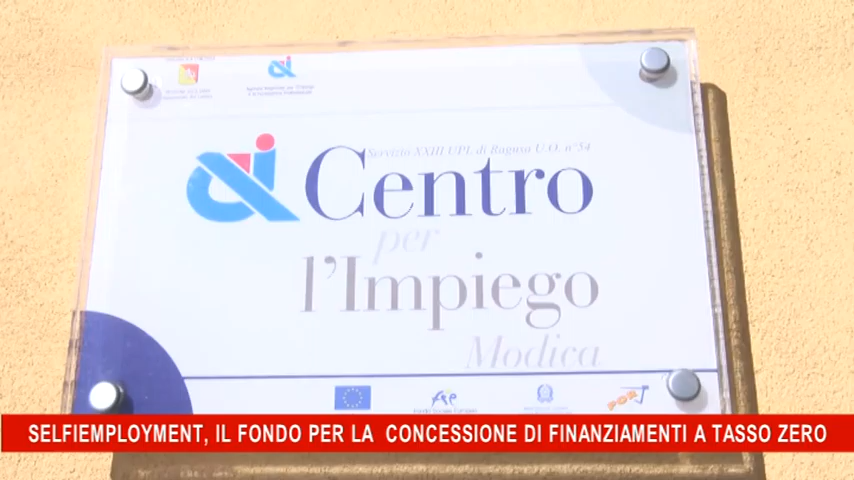 Servizio XXIII UPL di Ragusa U.O. n°54
Centro
per
l'Impiego
Modica
SELFIEMPLOYMENT, IL FONDO PER LA CONCESSIONE DI FINANZIAMENTI A TASSO ZERO